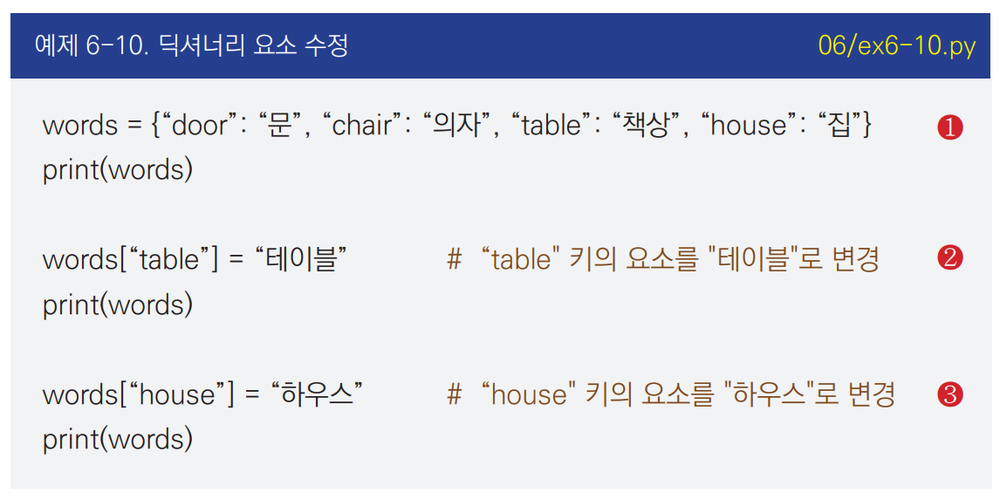 예제 6-10. 딕셔너리 요소 수정 06/ex6-10.py
words = {“door”: “문”, “chair”: “의자”, “table”: “책상”, “house”: “집”} ❶
print(words)
words[“table”] = “테이블” # “table" 키의 요소를 "테이블"로 변경 ❷
print(words)
words[“house”] = “하우스” # “house" 키의 요소를 "하우스"로 변경 ❸
print(words)